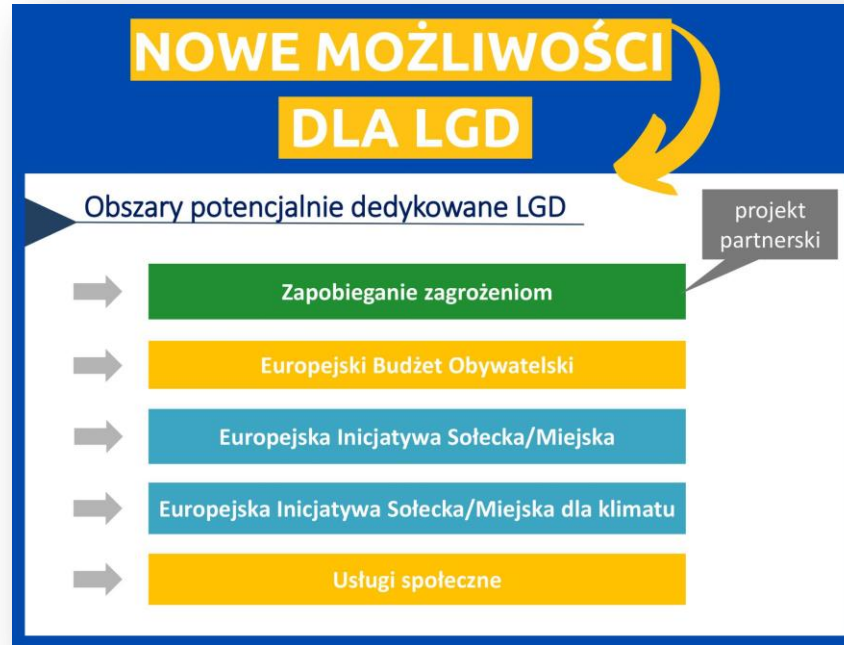 NOWE MOŻLIWOŚCI
DLA LGD
Obszary potencjalnie dedykowane LGD
projekt
partnerski
Zapobieganie zagrożeniom
Europejski Budżet Obywatelski
Europejska Inicjatywa Sołecka/Miejska
Europejska Inicjatywa Sołecka/Miejska dla klimatu
Usługi społeczne